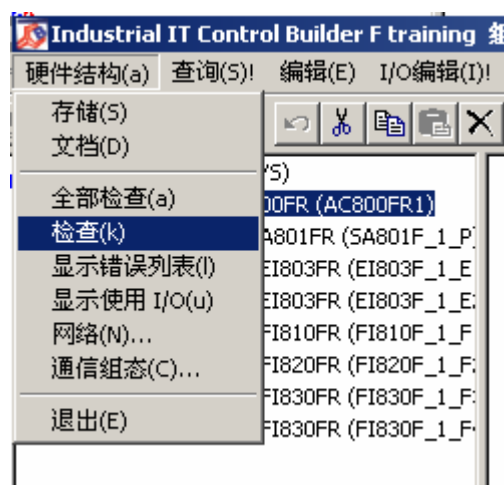 Industrial IT Control Builder F training
硬件结构(a) 查询(S)! 编辑(E) I/O编辑(I)!
存储(S)
文档(D)
全部检查(a)
检查(k)
显示错误列表(l)
显示使用 I/O(u)
网络(N)...
通信组态(C)...
退出(E)
YS)
00FR (AC800FR1)
A801FR (SA801F_1_P
EI803FR (EI803F_1_E
EI803FR (EI803F_1_E
FI810FR (FI810F_1_F
FI820FR (FI820F_1_F
FI830FR (FI830F_1_F
FI830FR (FI830F_1_F